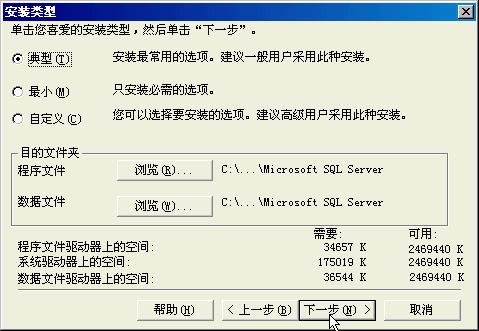 安装类型
单击您喜爱的安装类型，然后单击“下一步”。
典型(T) 安装最常用的选项。建议一般用户采用此种安装。
最小(M) 只安装必需的选项。
自定义(C) 您可以选择要安装的选项。建议高级用户采用此种安装。
目的文件夹
程序文件 浏览(R)... C:\...\Microsoft SQL Server
数据文件 浏览(W)... C:\...\Microsoft SQL Server
需要: 可用:
程序文件驱动器上的空间: 34657 K 2469440 K
系统驱动器上的空间: 175019 K 2469440 K
数据文件驱动器上的空间: 36544 K 2469440 K
帮助(H) < 上一步(B) 下一步(N) > 取消